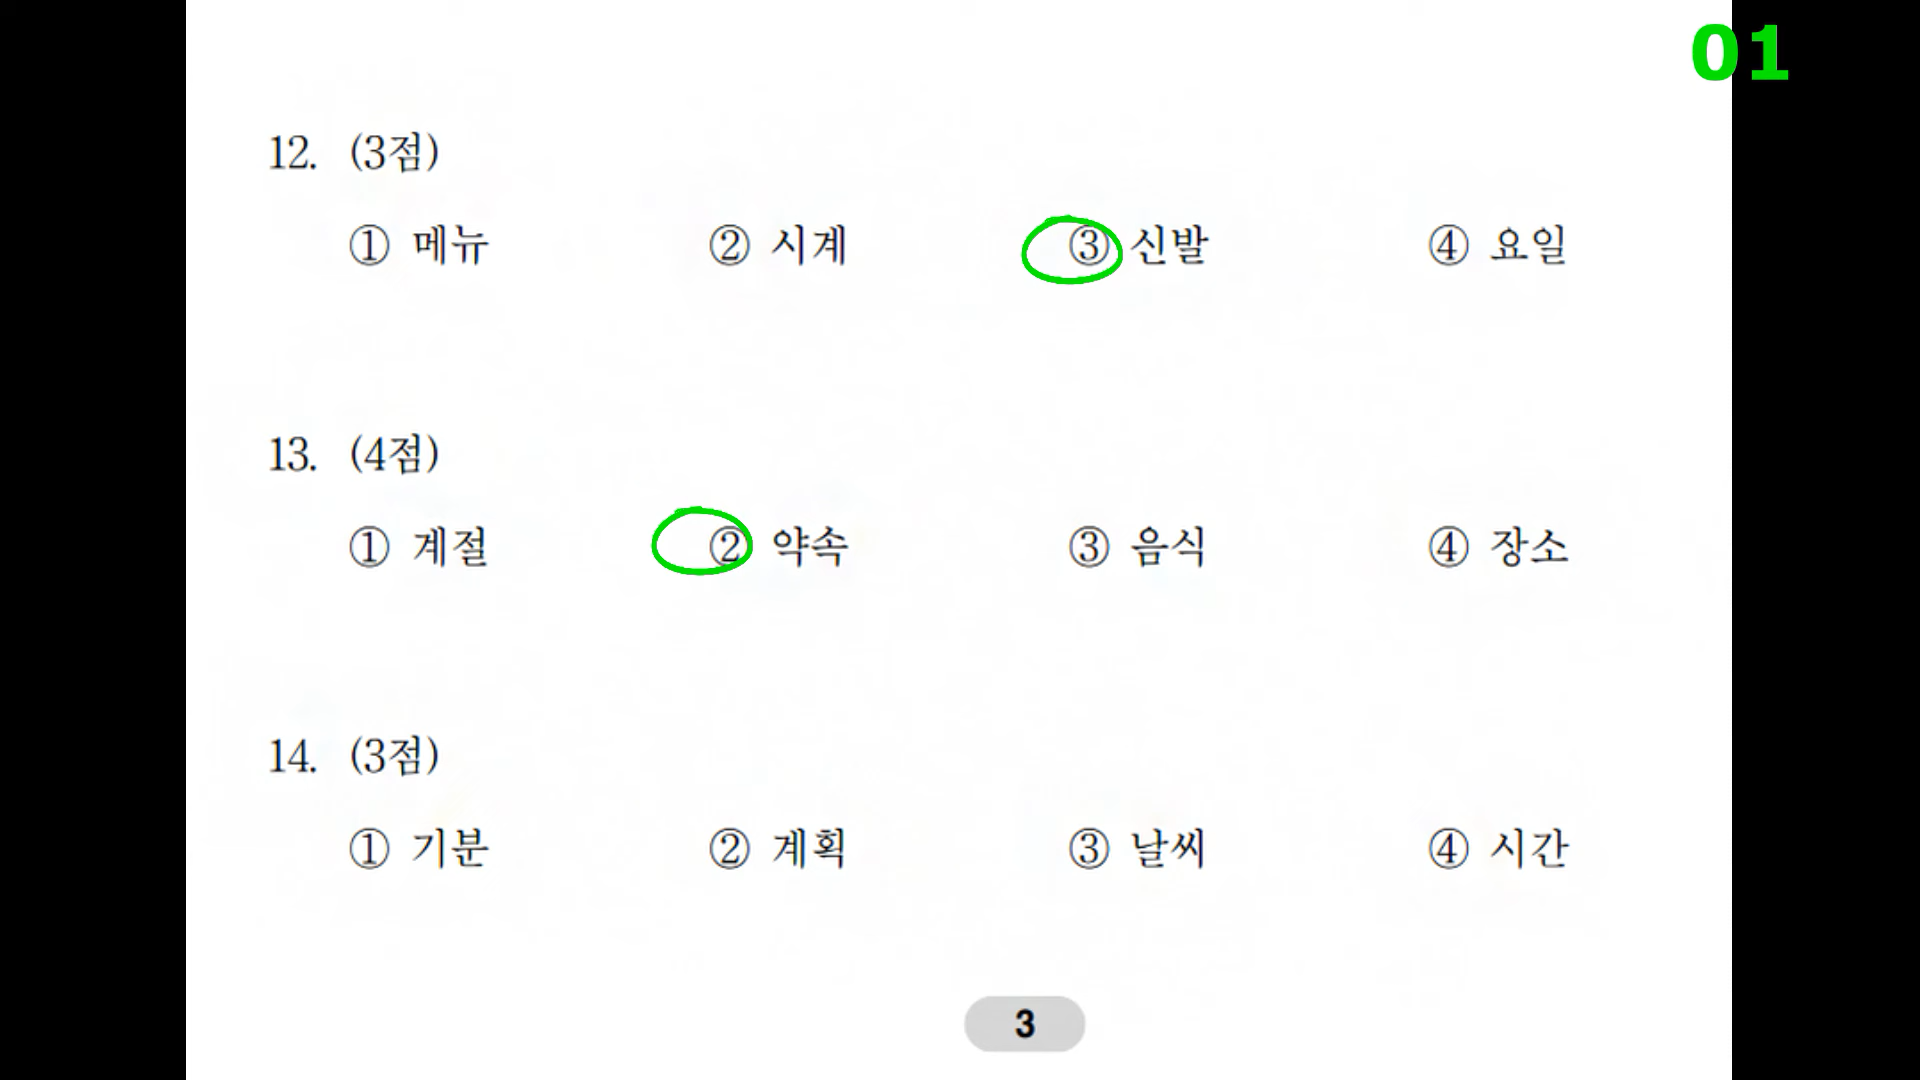 01
12. (3점)
① 메뉴 ② 시계 ③ 신발 ④ 요일
13. (4점)
① 계절 ② 약속 ③ 음식 ④ 장소
14. (3점)
① 기분 ② 계획 ③ 날씨 ④ 시간
3